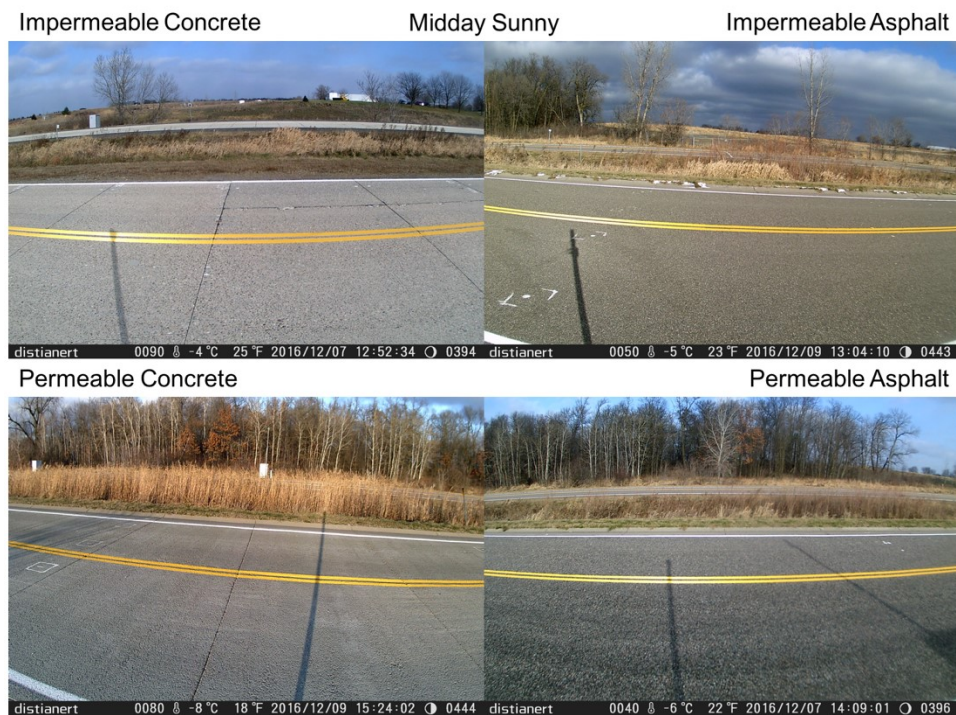 Impermeable Concrete Midday Sunny Impermeable Asphalt
distianert 0090 -4 °C 25 °F 2016/12/07 12:52:34 0394
distianert 0050 -5 °C 23 °F 2016/12/09 13:04:10 0443
Permeable Concrete Permeable Asphalt
distianert 0080 -8 °C 18 °F 2016/12/09 15:24:02 0444
distianert 0040 -6 °C 22 °F 2016/12/07 14:09:01 0396